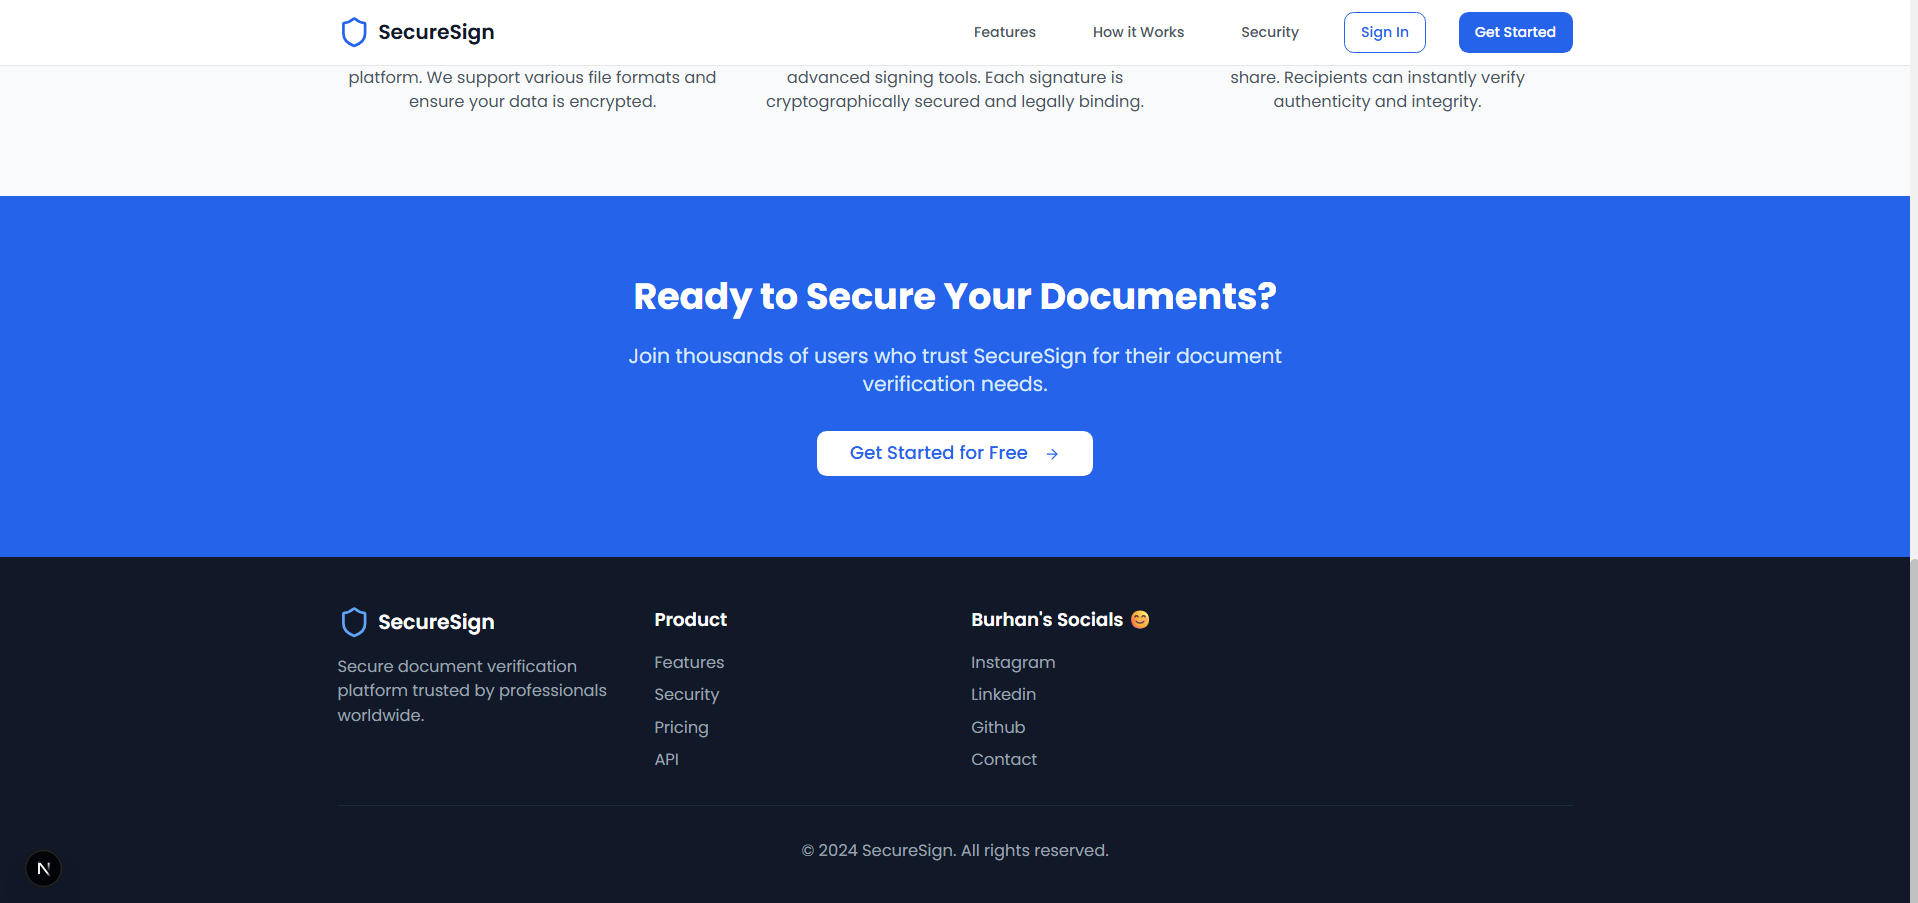 SecureSign
Features
How it Works
Security
Sign In
Get Started
platform. We support various file formats and
ensure your data is encrypted.
advanced signing tools. Each signature is
cryptographically secured and legally binding.
share. Recipients can instantly verify
authenticity and integrity.
Ready to Secure Your Documents?
Join thousands of users who trust SecureSign for their document
verification needs.
Get Started for Free →
SecureSign
Secure document verification
platform trusted by professionals
worldwide.
Product
Features
Security
Pricing
API
Burhan's Socials 😊
Instagram
Linkedin
Github
Contact
© 2024 SecureSign. All rights reserved.
N